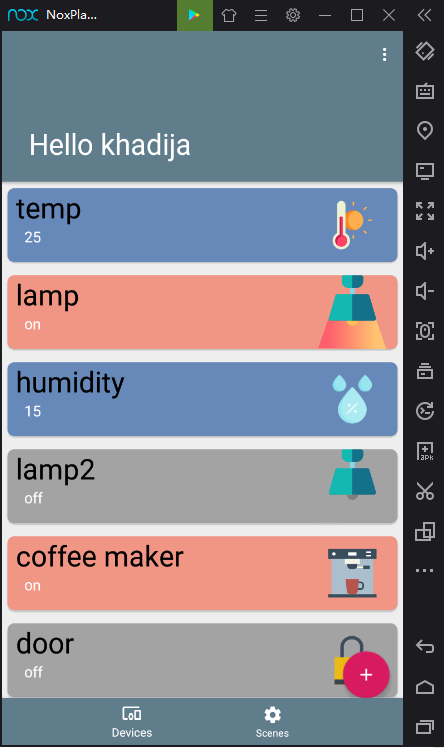 nox NoxPla...
Hello khadija
temp
25
lamp
on
humidity
15
lamp2
off
coffee maker
on
door
off
Devices
Scenes